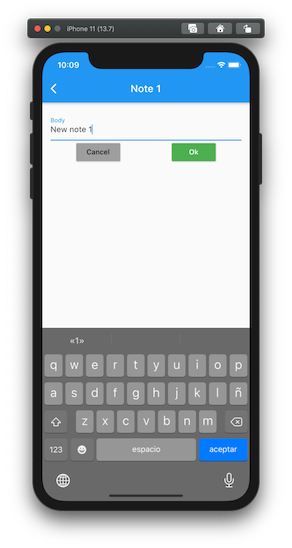 iPhone 11 (13.7)
10:09
Note 1
Body
New note 1
Cancel
Ok
«1»
q w e r t y u i o p
a s d f g h j k l ñ
z x c v b n m
123 espacio aceptar